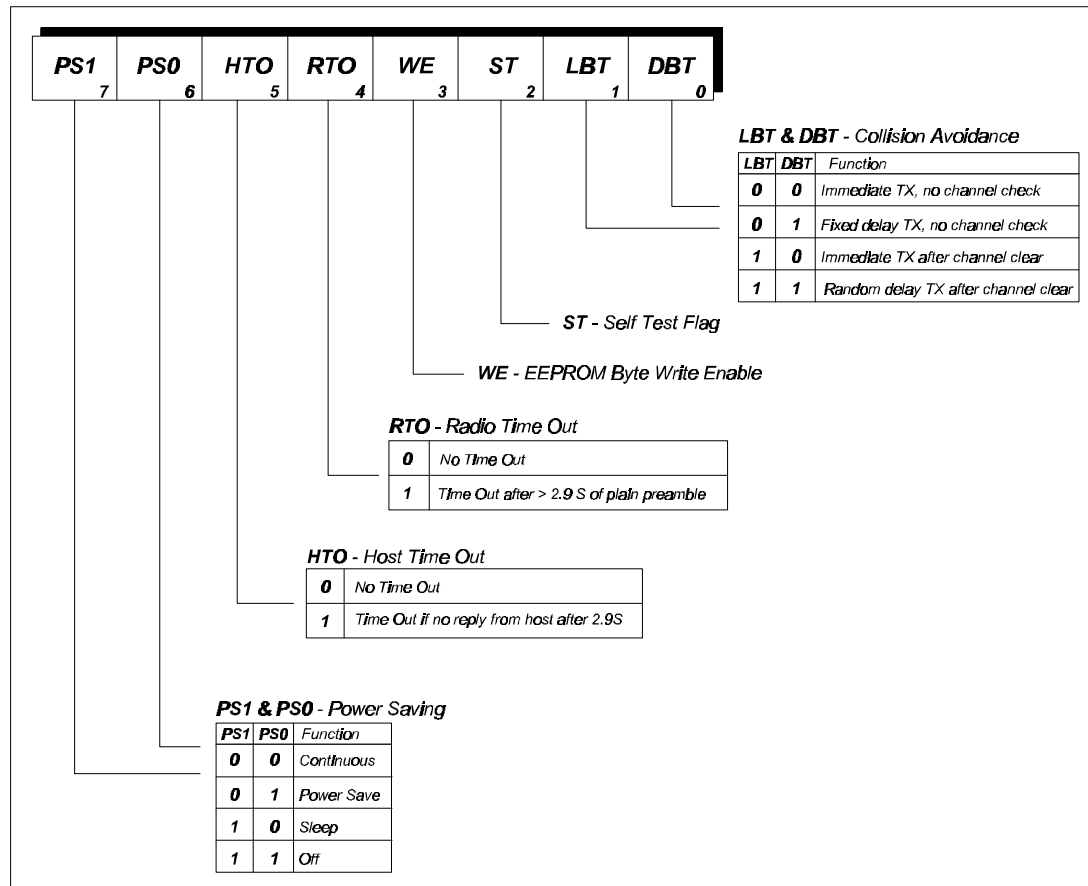 PS1 PS0 HTO RTO WE ST LBT DBT
7 6 5 4 3 2 1 0
LBT & DBT - Collision Avoidance
LBT DBT Function
0 0 Immediate TX, no channel check
0 1 Fixed delay TX, no channel check
1 0 Immediate TX after channel clear
1 1 Random delay TX after channel clear
ST - Self Test Flag
WE - EEPROM Byte Write Enable
RTO - Radio Time Out
0 No Time Out
1 Time Out after > 2.9 S of plain preamble
HTO - Host Time Out
0 No Time Out
1 Time Out if no reply from host after 2.9S
PS1 & PS0 - Power Saving
PS1 PS0 Function
0 0 Continuous
0 1 Power Save
1 0 Sleep
1 1 Off